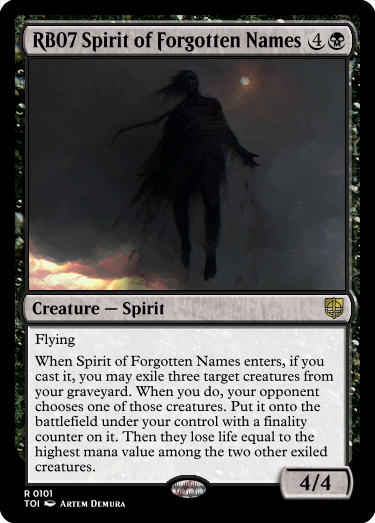 RB07 Spirit of Forgotten Names 4
Creature — Spirit
Flying
When Spirit of Forgotten Names enters, if you
cast it, you may exile three target creatures from
your graveyard. When you do, your opponent
chooses one of those creatures. Put it onto the
battlefield under your control with a finality
counter on it. Then they lose life equal to the
highest mana value among the two other exiled
creatures.
4/4
R 0101
TOI Artem Demura